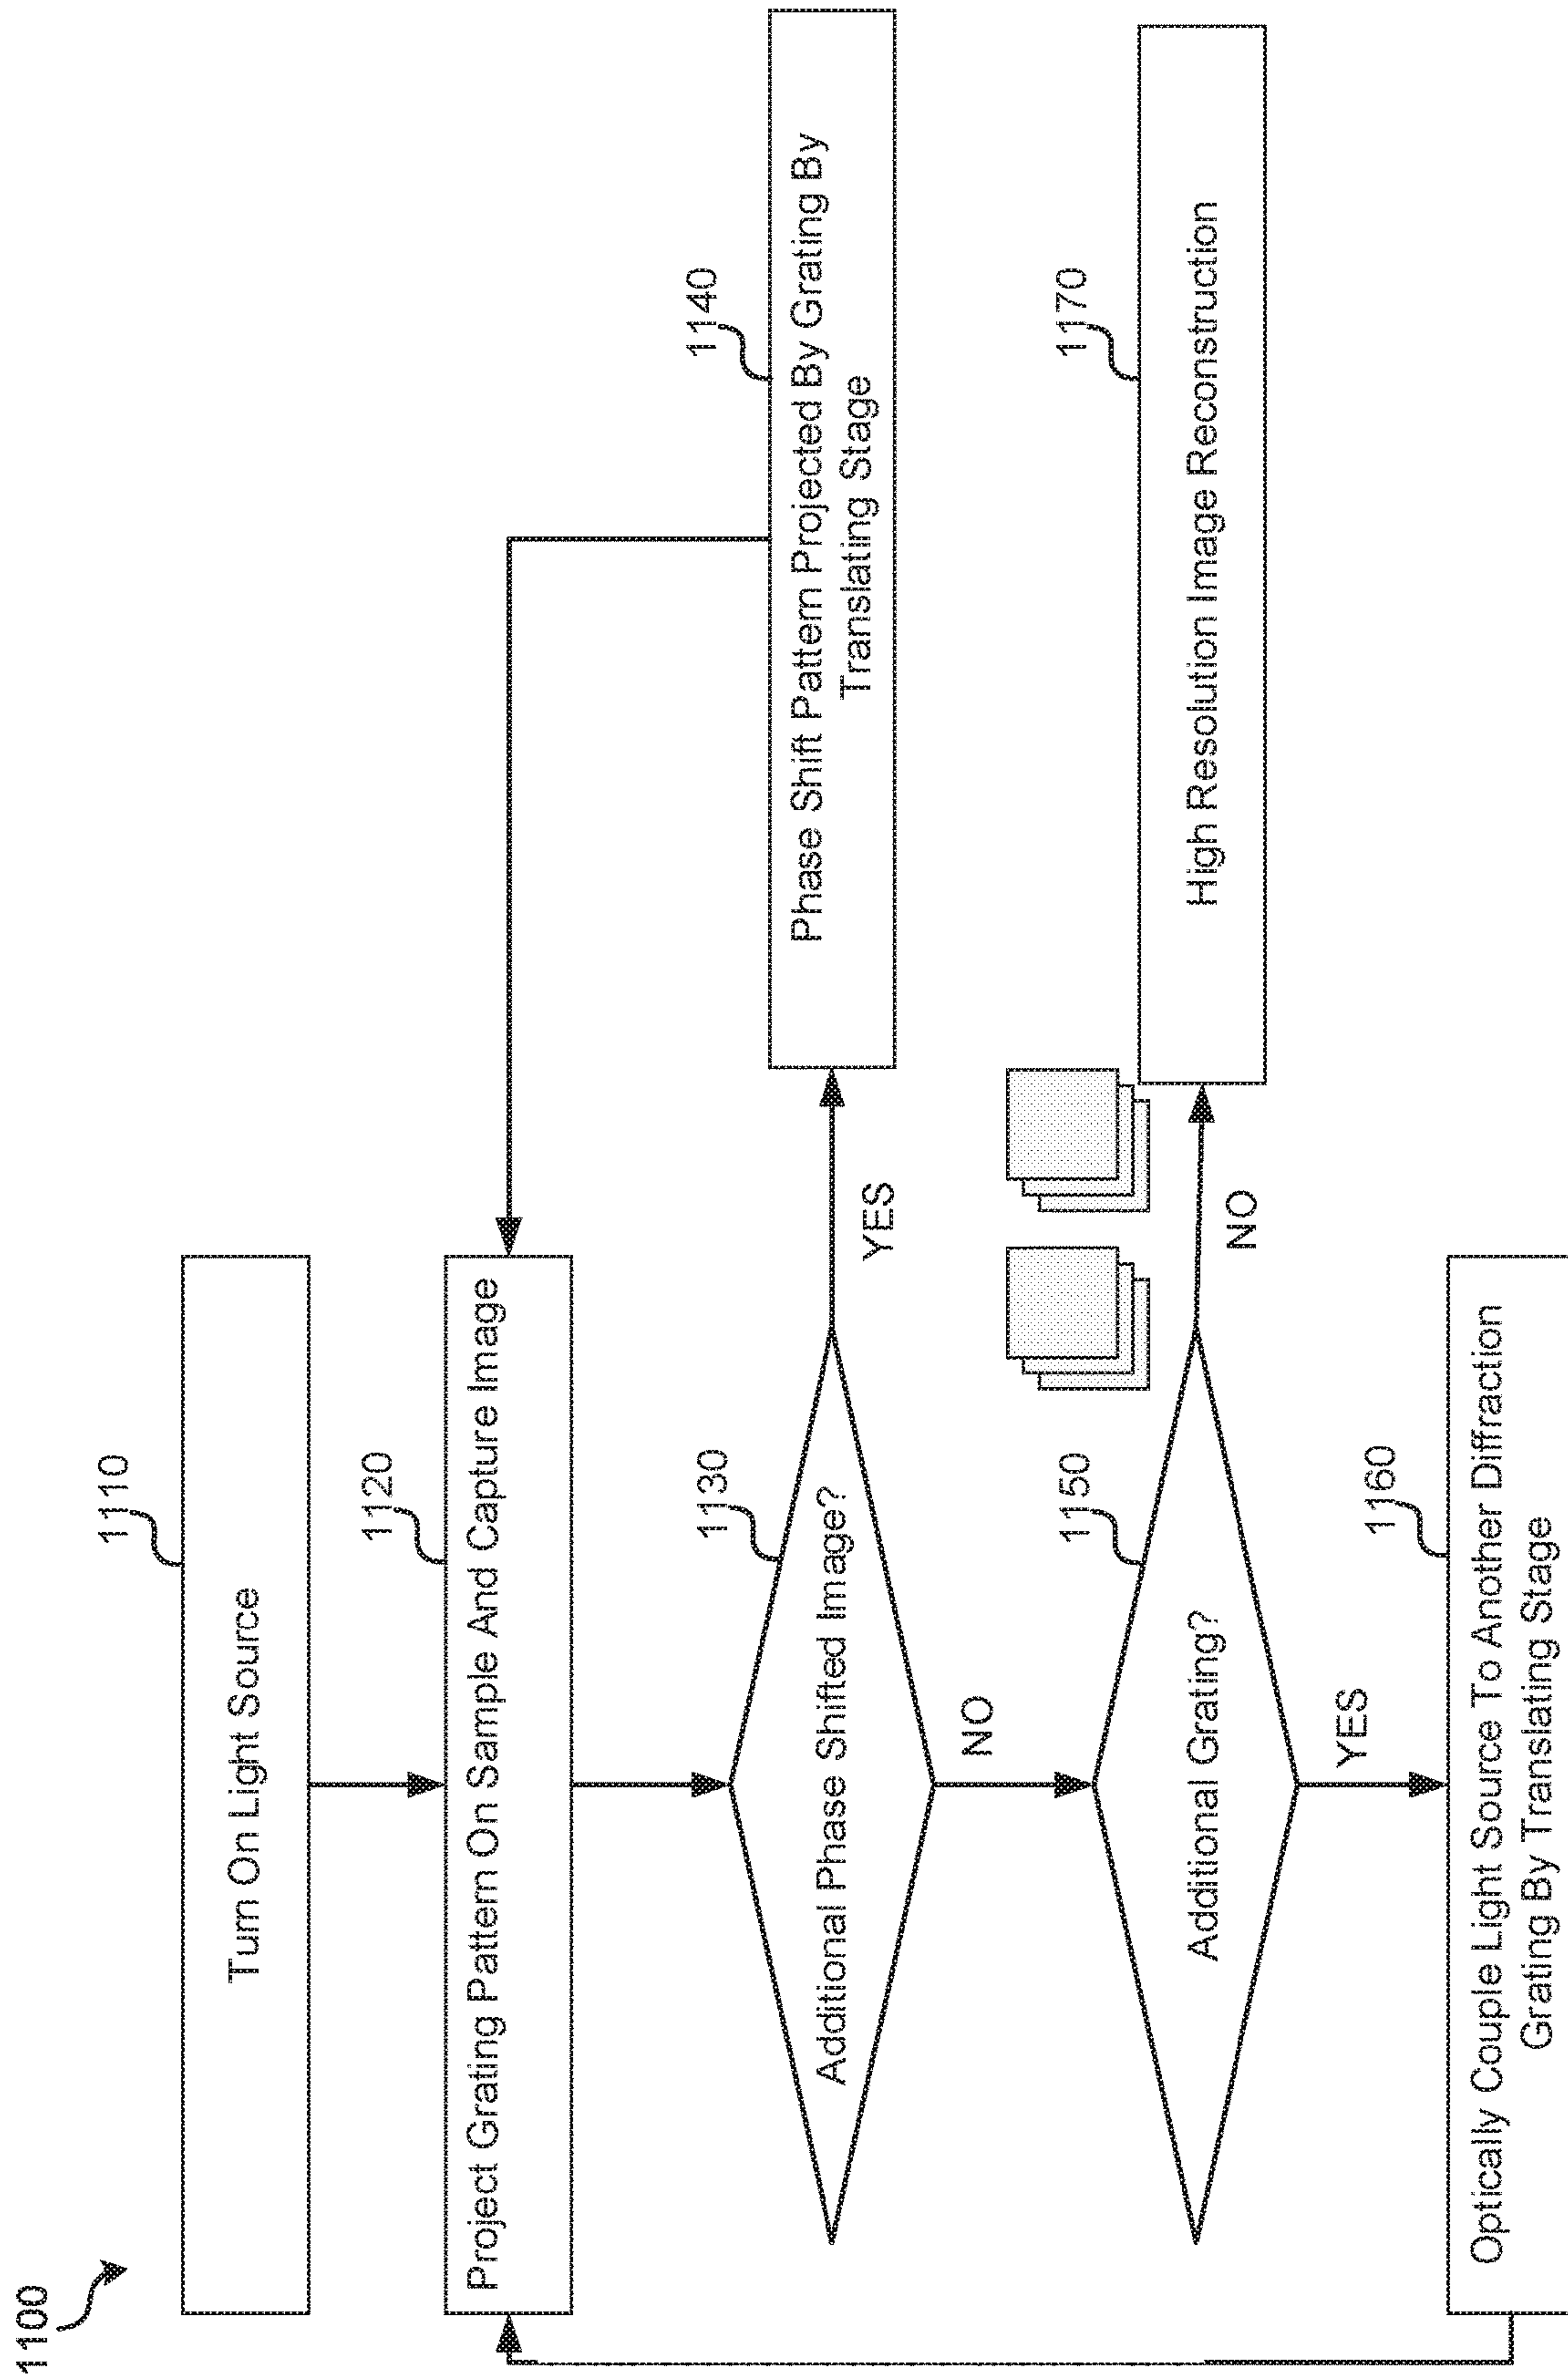 1100
1110
Turn On Light Source
1120
Project Grating Pattern On Sample And Capture Image
1130
Additional Phase Shifted Image?
YES
1140
Phase Shift Pattern Projected By Grating By
Translating Stage
NO
1150
Additional Grating?
NO
1170
High Resolution Image Reconstruction
YES
1160
Optically Couple Light Source To Another Diffraction
Grating By Translating Stage